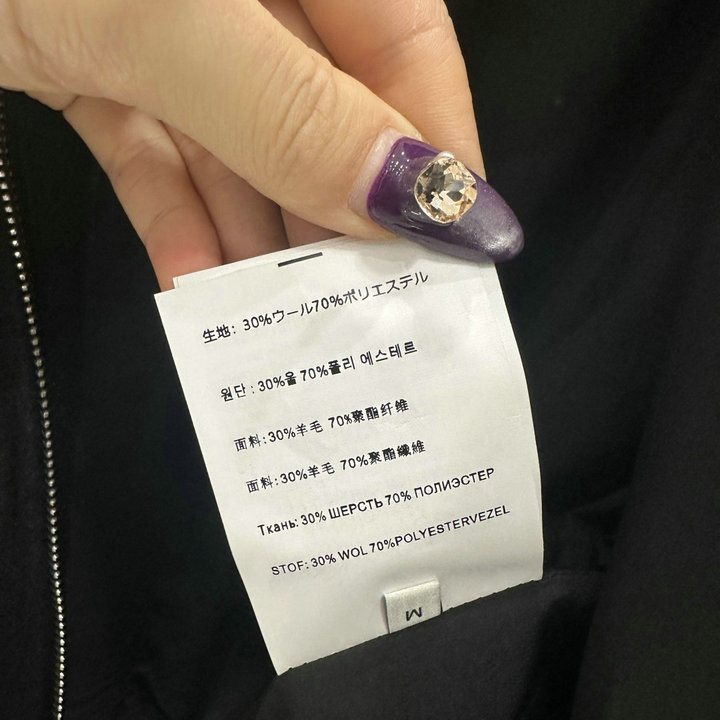 生地: 30%ウール70%ポリエステル
원단: 30%울 70%폴리 에스테르
面料:30%羊毛 70%聚酯纤维
面料:30%羊毛 70%聚酯纖維
Ткань: 30% ШЕРСТЬ 70% ПОЛИЭСТЕР
STOF: 30% WOL 70%POLYESTERVEZEL
M